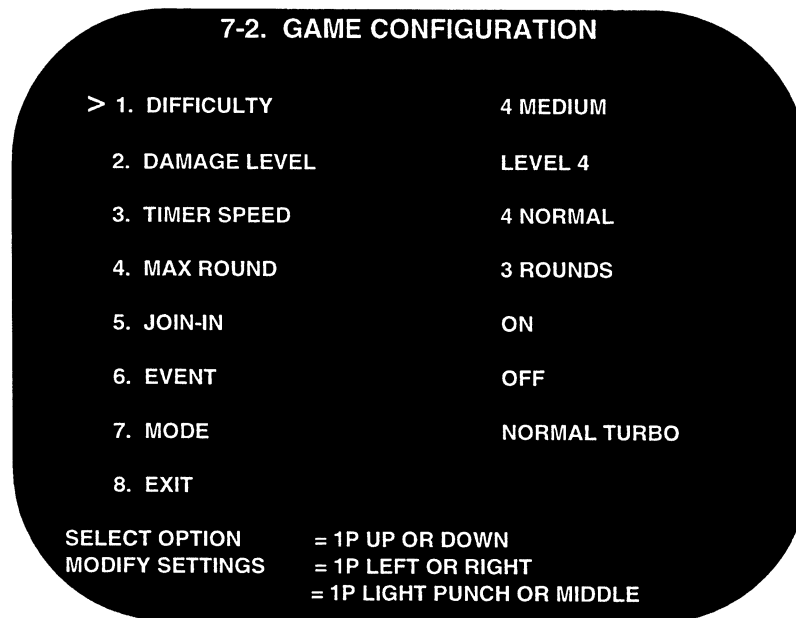 7-2. GAME CONFIGURATION
> 1. DIFFICULTY 4 MEDIUM
2. DAMAGE LEVEL LEVEL 4
3. TIMER SPEED 4 NORMAL
4. MAX ROUND 3 ROUNDS
5. JOIN-IN ON
6. EVENT OFF
7. MODE NORMAL TURBO
8. EXIT
SELECT OPTION = 1P UP OR DOWN
MODIFY SETTINGS = 1P LEFT OR RIGHT
= 1P LIGHT PUNCH OR MIDDLE